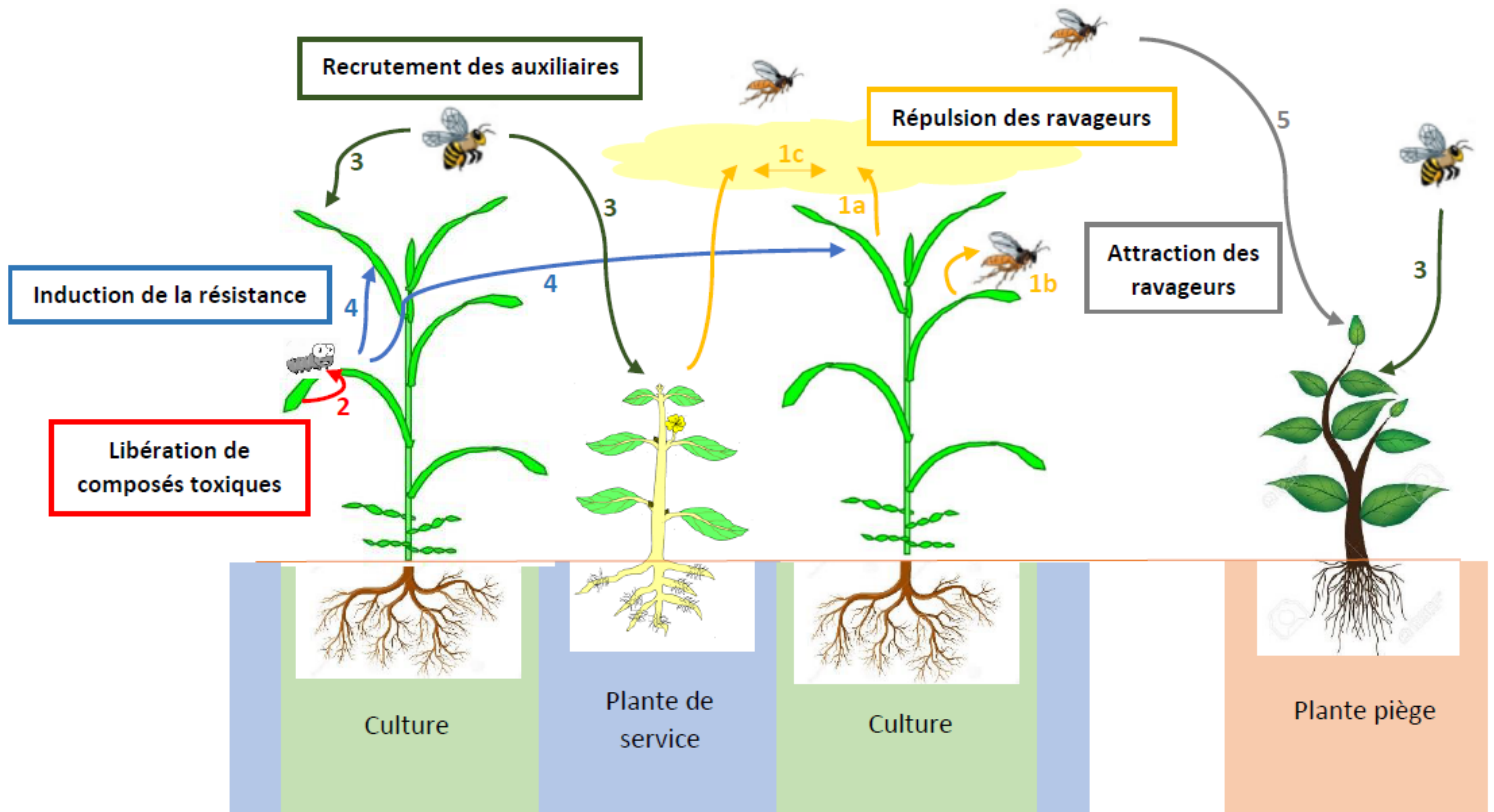 Recrutement des auxiliaires
Répulsion des ravageurs
5
1c
3
3
1a
Attraction des
ravageurs
3
Induction de la résistance
4
4
1b
2
Libération de
composés toxiques
Culture
Plante de
service
Culture
Plante piège